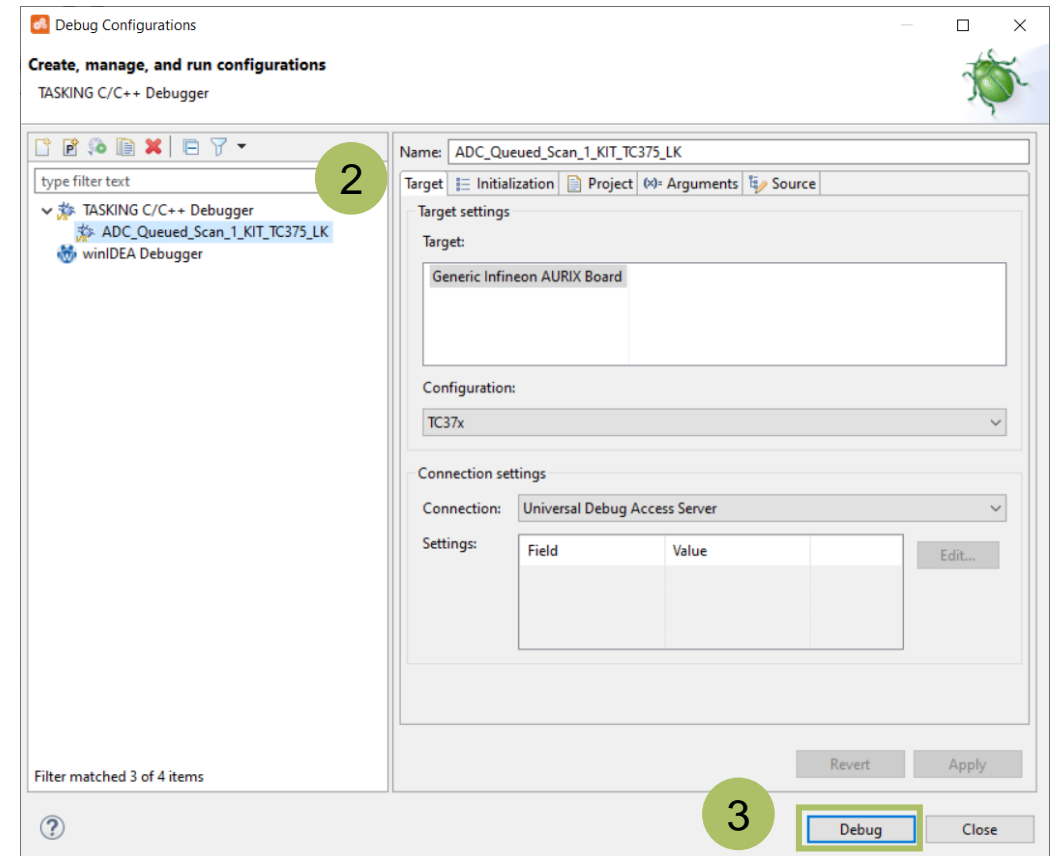 Debug Configurations
Create, manage, and run configurations
TASKING C/C++ Debugger
2
type filter text
TASKING C/C++ Debugger
ADC_Queued_Scan_1_KIT_TC375_LK
winIDEA Debugger
Filter matched 3 of 4 items
Name: ADC_Queued_Scan_1_KIT_TC375_LK
Target Initialization Project (x)= Arguments Source
Target settings
Target:
Generic Infineon AURIX Board
Configuration:
TC37x
Connection settings
Connection: Universal Debug Access Server
Settings: Field Value Edit...
Revert Apply
3
? Debug Close